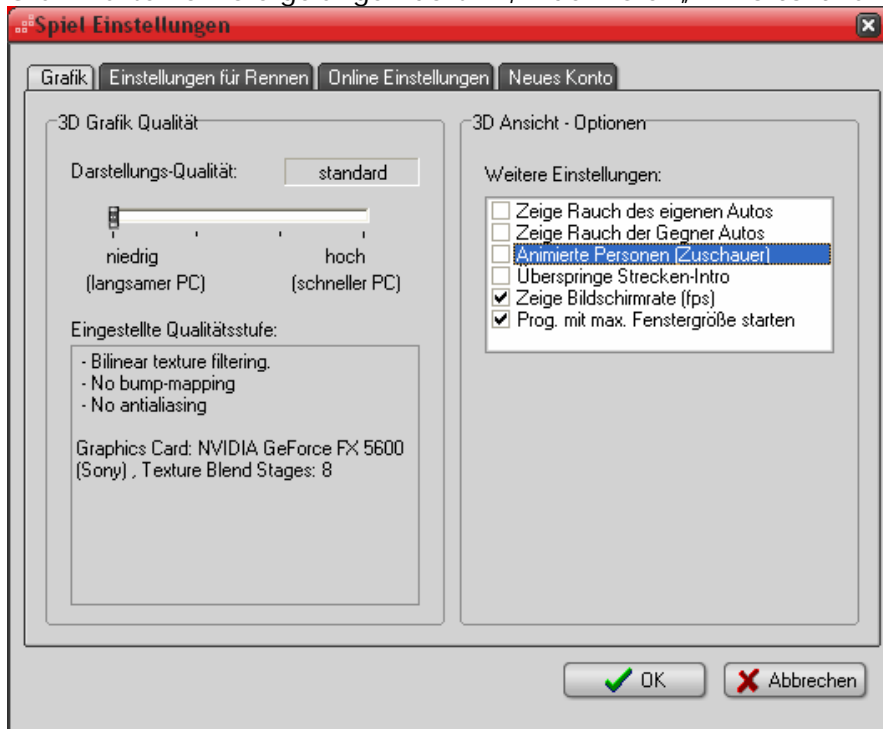 Spiel Einstellungen
Grafik Einstellungen für Rennen Online Einstellungen Neues Konto
3D Grafik Qualität
Darstellungs-Qualität: standard
niedrig hoch
(langsamer PC) (schneller PC)
Eingestellte Qualitätsstufe:
- Bilinear texture filtering.
- No bump-mapping
- No antialiasing
Graphics Card: NVIDIA GeForce FX 5600
(Sony) , Texture Blend Stages: 8
3D Ansicht - Optionen
Weitere Einstellungen:
Zeige Rauch des eigenen Autos
Zeige Rauch der Gegner Autos
Animierte Personen (Zuschauer)
Überspringe Strecken-Intro
Zeige Bildschirmrate (fps)
Prog. mit max. Fenstergröße starten
OK Abbrechen